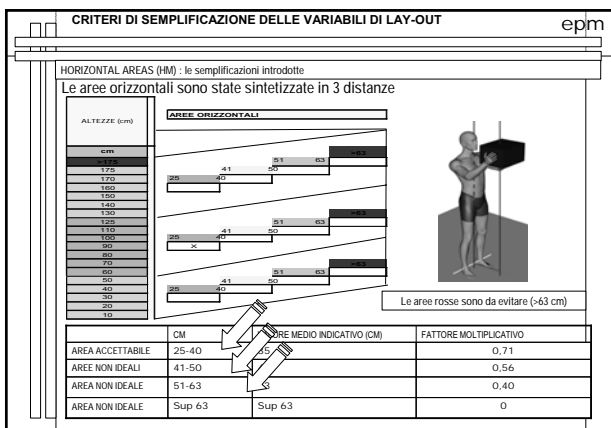 CRITERI DI SEMPLIFICAZIONE DELLE VARIABILI DI LAY-OUT
epm
HORIZONTAL AREAS (HM) : le semplificazioni introdotte
Le aree orizzontali sono state sintetizzate in 3 distanze
ALTEZZE (cm)
AREE ORIZZONTALI
cm
>175 >63
175 51 63
170 41 50
160 25 40
150
140
130 >63
125 51 63
110 41 50
100 25 40
90 X
80
70 >63
60 51 63
50 41 50
40 25 40
30
20
10
Le aree rosse sono da evitare (>63 cm)
CM MEDIO INDICATIVO (CM) FATTORE MOLTIPLICATIVO
AREA ACCETTABILE 25-40 0,71
AREE NON IDEALI 41-50 0,56
AREA NON IDEALE 51-63 0,40
AREA NON IDEALE Sup 63 Sup 63 0